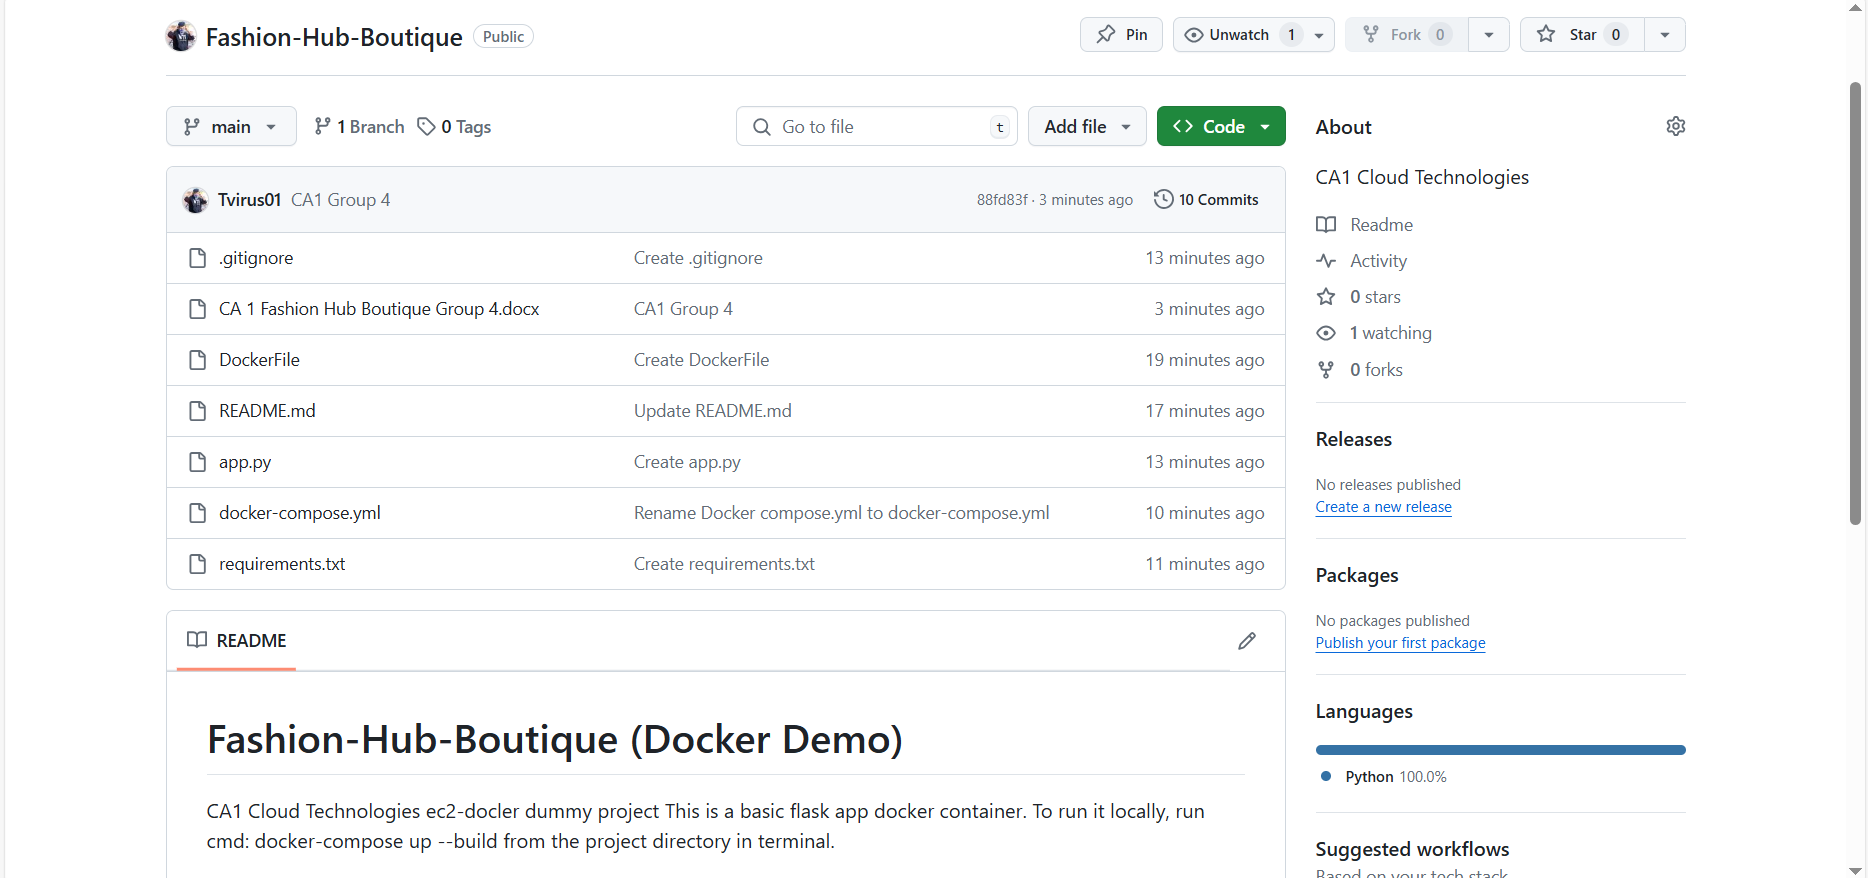 Fashion-Hub-Boutique Public
Pin
Unwatch 1
Fork 0
Star 0
main
1 Branch
0 Tags
Go to file t
Add file
Code
Tvirus01 CA1 Group 4 88fd83f · 3 minutes ago 10 Commits
.gitignore Create .gitignore 13 minutes ago
CA 1 Fashion Hub Boutique Group 4.docx CA1 Group 4 3 minutes ago
DockerFile Create DockerFile 19 minutes ago
README.md Update README.md 17 minutes ago
app.py Create app.py 13 minutes ago
docker-compose.yml Rename Docker compose.yml to docker-compose.yml 10 minutes ago
requirements.txt Create requirements.txt 11 minutes ago
README
Fashion-Hub-Boutique (Docker Demo)
CA1 Cloud Technologies ec2-docler dummy project This is a basic flask app docker container. To run it locally, run
cmd: docker-compose up --build from the project directory in terminal.
About
CA1 Cloud Technologies
Readme
Activity
0 stars
1 watching
0 forks
Releases
No releases published
Create a new release
Packages
No packages published
Publish your first package
Languages
Python 100.0%
Suggested workflows
Based on your tech stack